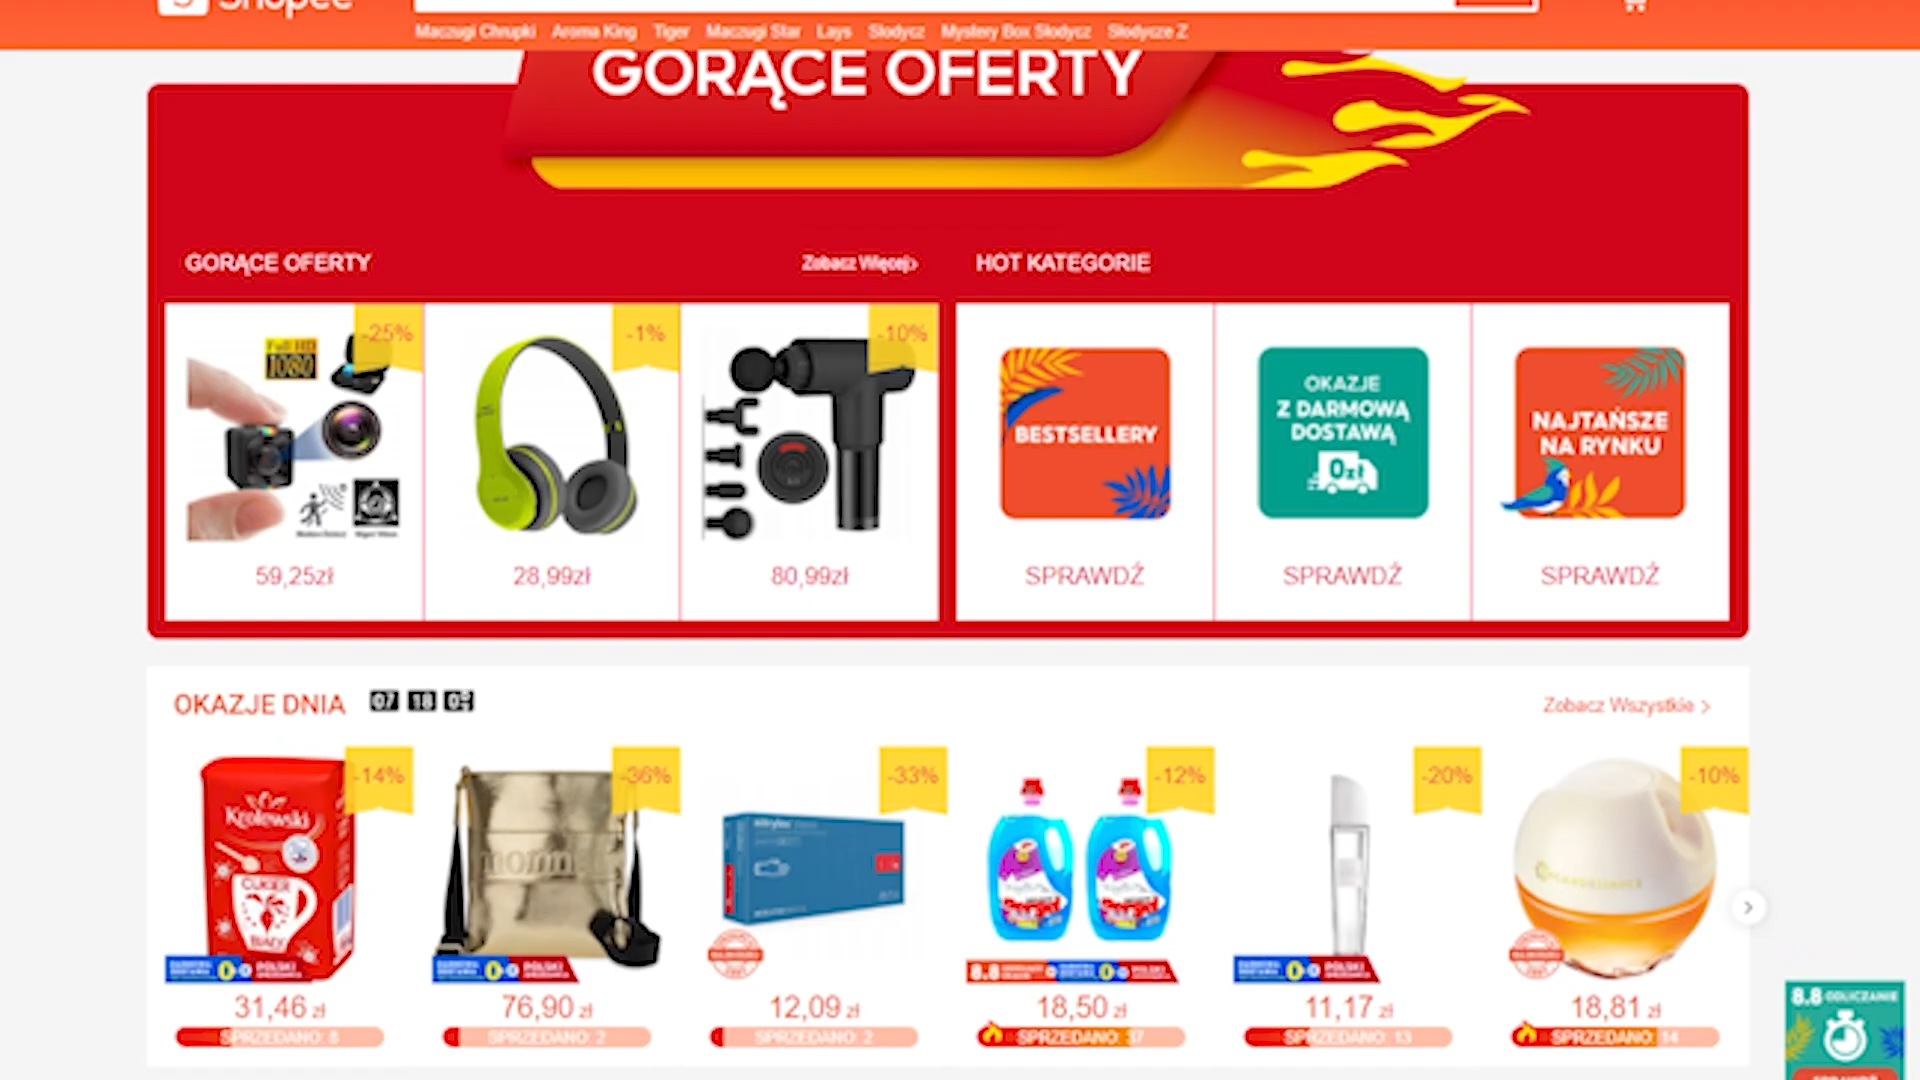 Shopee
Maczugi Chrupki Aroma King Tiger Maczugi Star Lays Słodycz Mystery Box Słodycz Słodycze Z
GORĄCE OFERTY
GORĄCE OFERTY Zobacz Więcej> HOT KATEGORIE
-25% -1% -10%
Full HD
1080
BESTSELLERY
OKAZJE
Z DARMOWĄ
DOSTAWĄ
0zł
NAJTAŃSZE
NA RYNKU
59,25zł 28,99zł 80,99zł SPRAWDŹ SPRAWDŹ SPRAWDŹ
OKAZJE DNIA 07 18 Zobacz Wszystkie >
-14% -36% -33% -12% -20% -10%
Królewski
CUKIER
BIAŁY
8.8
31,46 zł 76,90 zł 12,09 zł 18,50 zł 11,17 zł 18,81 zł
SPRZEDANO: 8 SPRZEDANO: 2 SPRZEDANO: 2 SPRZEDANO: 37 SPRZEDANO: 13 SPRZEDANO: 14
8.8 ODLICZANIE